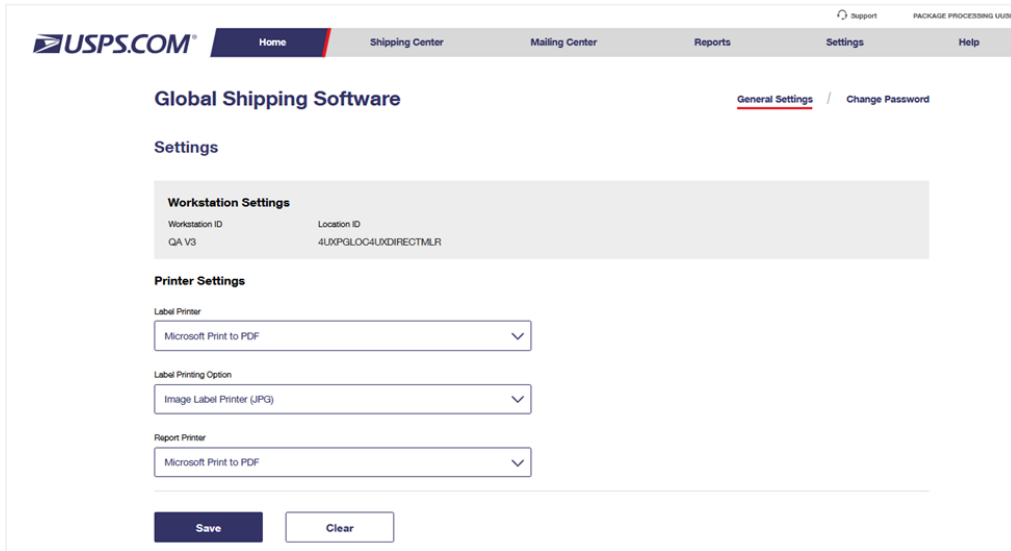 Support PACKAGE PROCESSING UUS
USPS.COM®
Home Shipping Center Mailing Center Reports Settings Help
Global Shipping Software
General Settings / Change Password
Settings
Workstation Settings
Workstation ID Location ID
QA V3 4UXPGLOC4UXDIRECTMLR
Printer Settings
Label Printer
Microsoft Print to PDF
Label Printing Option
Image Label Printer (JPG)
Report Printer
Microsoft Print to PDF
Save Clear